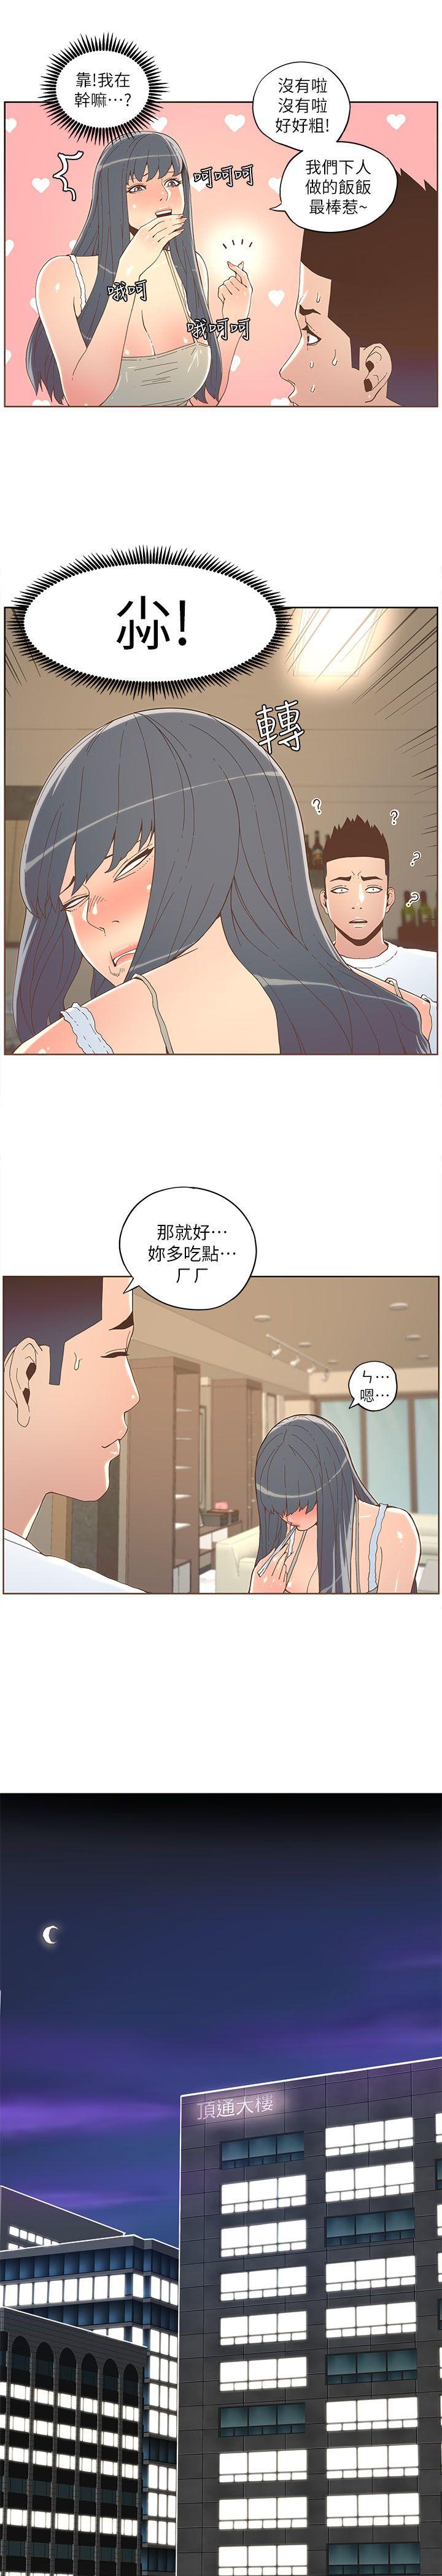 靠!我在
幹嘛⋯?
沒有啦
沒有啦
好好粗!
我們下人
做的飯飯
最棒惹~
呵呵呵
哦呵
哦呵呵
尛!
轉
?
?
?
?
那就好⋯
妳多吃點⋯
ㄏㄏ
ㄣ⋯
嗯⋯
頂通大樓